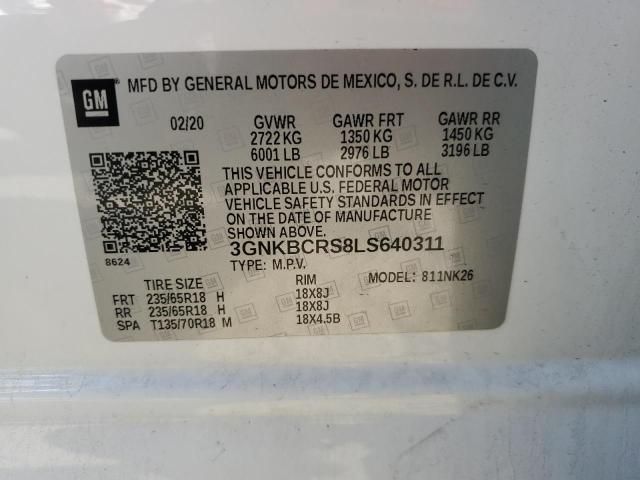 GM MFD BY GENERAL MOTORS DE MEXICO, S. DE R.L. DE C.V.
02/20 GVWR GAWR FRT GAWR RR
2722 KG 1350 KG 1450 KG
6001 LB 2976 LB 3196 LB
THIS VEHICLE CONFORMS TO ALL
APPLICABLE U.S. FEDERAL MOTOR
VEHICLE SAFETY STANDARDS IN EFFECT
ON THE DATE OF MANUFACTURE
SHOWN ABOVE.
3GNKBCRS8LS640311
8624
TYPE: M.P.V. MODEL: 811NK26
TIRE SIZE RIM
FRT 235/65R18 H 18X8J
RR 235/65R18 H 18X8J
SPA T135/70R18 M 18X4.5B